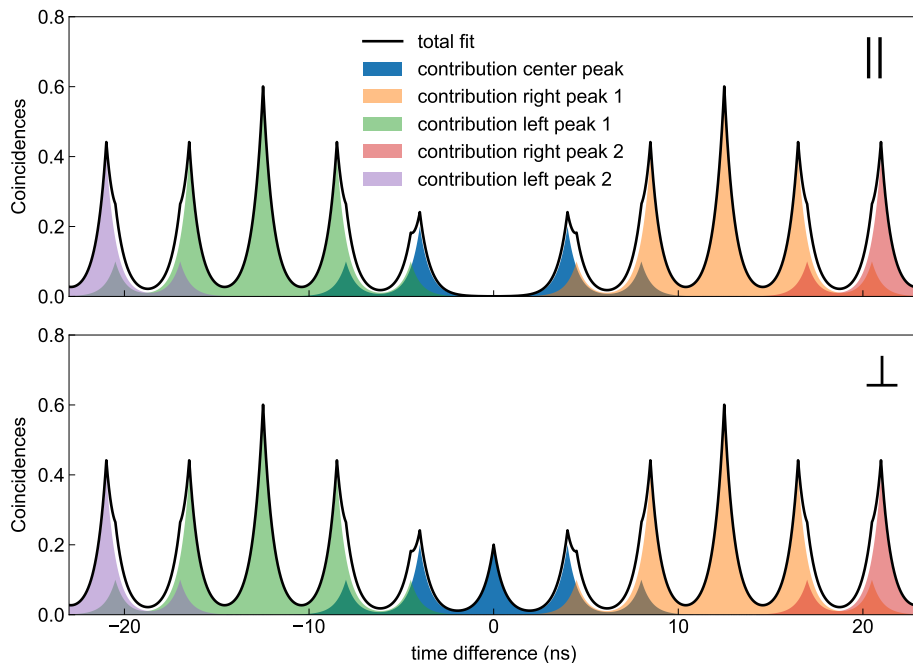 0.8
0.6
0.4
0.2
0.0
Coincidences
total fit
contribution center peak
contribution right peak 1
contribution left peak 1
contribution right peak 2
contribution left peak 2
||
0.8
0.6
0.4
0.2
0.0
Coincidences
⊥
−20 −10 0 10 20
time difference (ns)